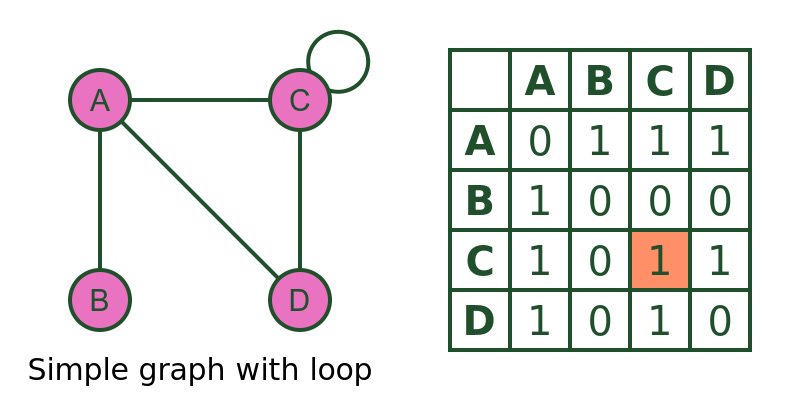 A C
B D
Simple graph with loop
A B C D
A 0 1 1 1
B 1 0 0 0
C 1 0 1 1
D 1 0 1 0